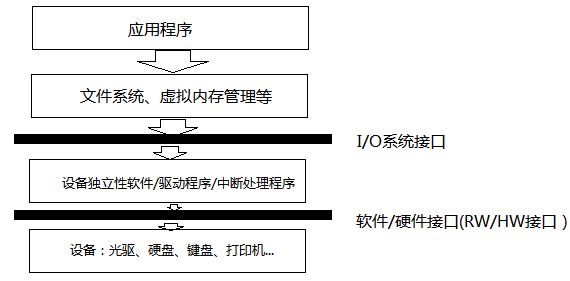 应用程序
文件系统、虚拟内存管理等
I/O系统接口
设备独立性软件/驱动程序/中断处理程序
软件/硬件接口(RW/HW接口）
设备：光驱、硬盘、键盘、打印机...